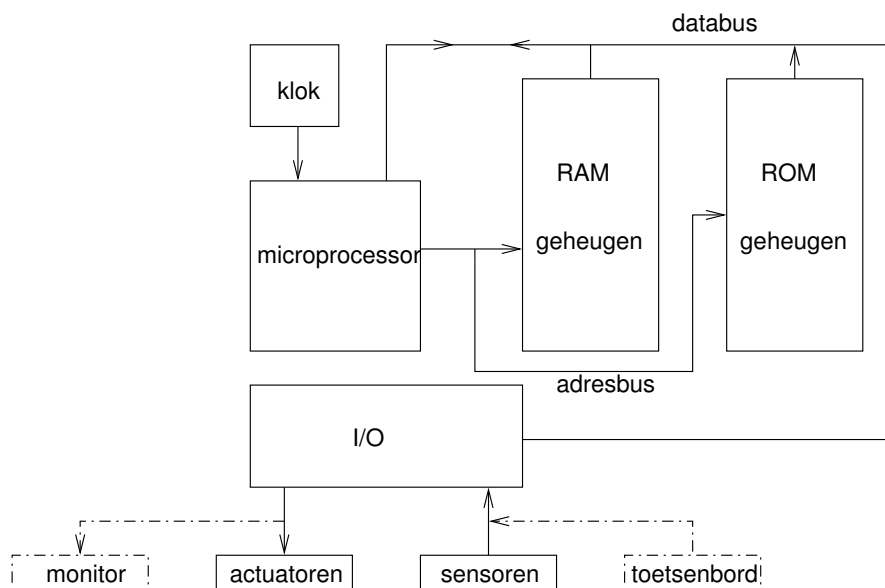 databus
klok
RAM
geheugen
ROM
geheugen
microprocessor
adresbus
I/O
monitor
actuatoren
sensoren
toetsenbord